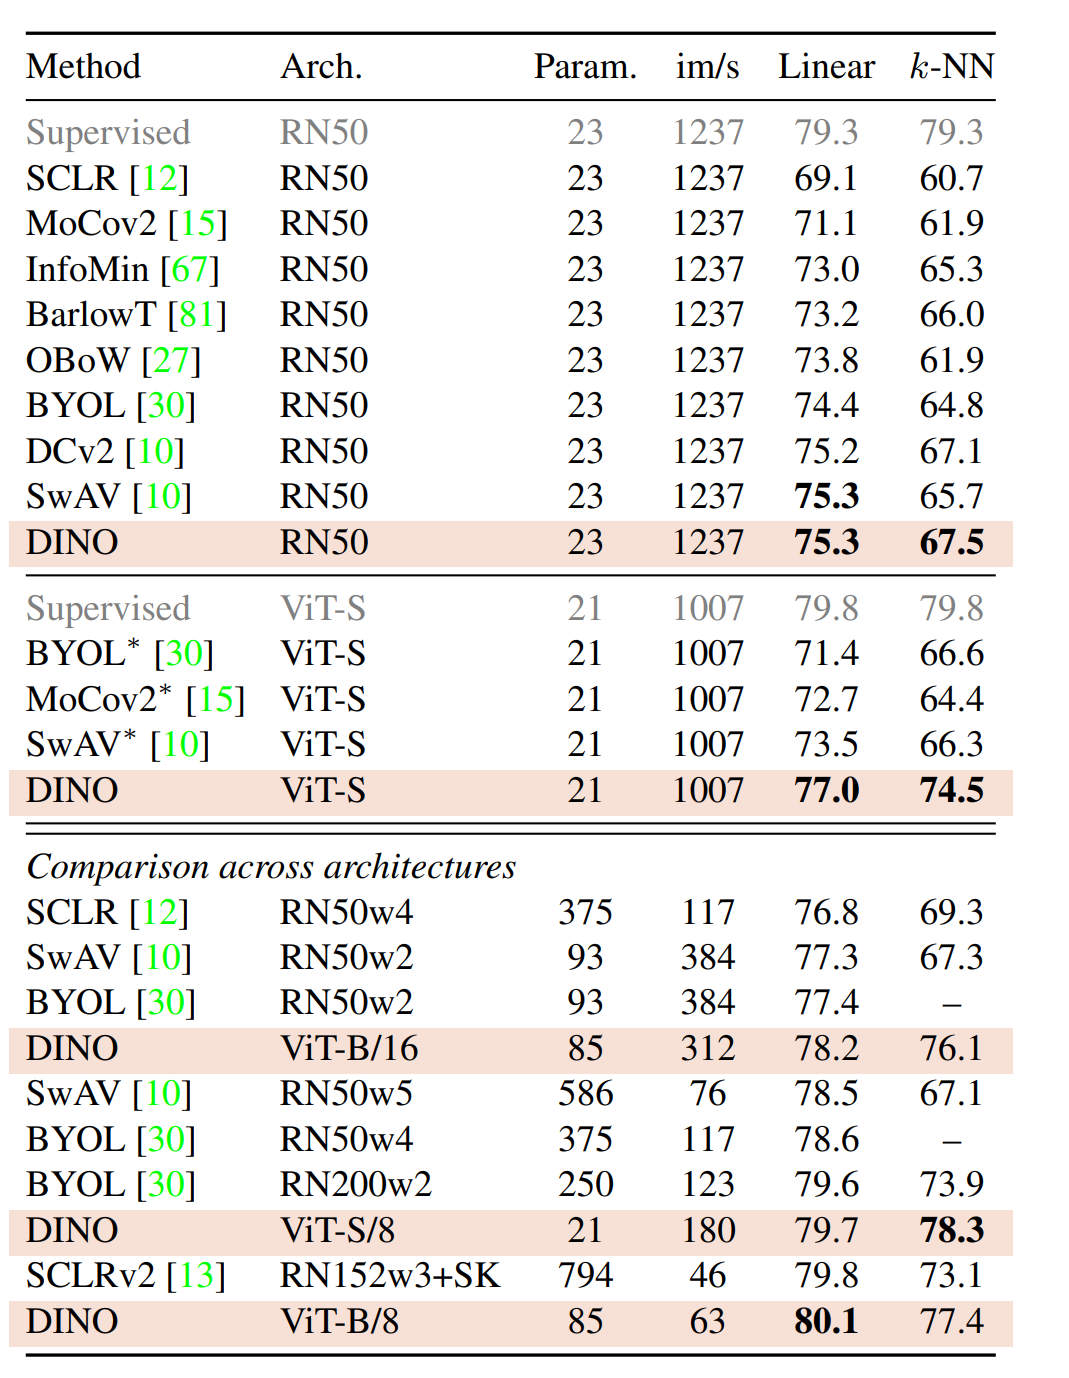 Method Arch. Param. im/s Linear k-NN
Supervised RN50 23 1237 79.3 79.3
SCLR [12] RN50 23 1237 69.1 60.7
MoCov2 [15] RN50 23 1237 71.1 61.9
InfoMin [67] RN50 23 1237 73.0 65.3
BarlowT [81] RN50 23 1237 73.2 66.0
OBoW [27] RN50 23 1237 73.8 61.9
BYOL [30] RN50 23 1237 74.4 64.8
DCv2 [10] RN50 23 1237 75.2 67.1
SwAV [10] RN50 23 1237 75.3 65.7
DINO RN50 23 1237 75.3 67.5
Supervised ViT-S 21 1007 79.8 79.8
BYOL* [30] ViT-S 21 1007 71.4 66.6
MoCov2* [15] ViT-S 21 1007 72.7 64.4
SwAV* [10] ViT-S 21 1007 73.5 66.3
DINO ViT-S 21 1007 77.0 74.5
Comparison across architectures
SCLR [12] RN50w4 375 117 76.8 69.3
SwAV [10] RN50w2 93 384 77.3 67.3
BYOL [30] RN50w2 93 384 77.4 –
DINO ViT-B/16 85 312 78.2 76.1
SwAV [10] RN50w5 586 76 78.5 67.1
BYOL [30] RN50w4 375 117 78.6 –
BYOL [30] RN200w2 250 123 79.6 73.9
DINO ViT-S/8 21 180 79.7 78.3
SCLRv2 [13] RN152w3+SK 794 46 79.8 73.1
DINO ViT-B/8 85 63 80.1 77.4